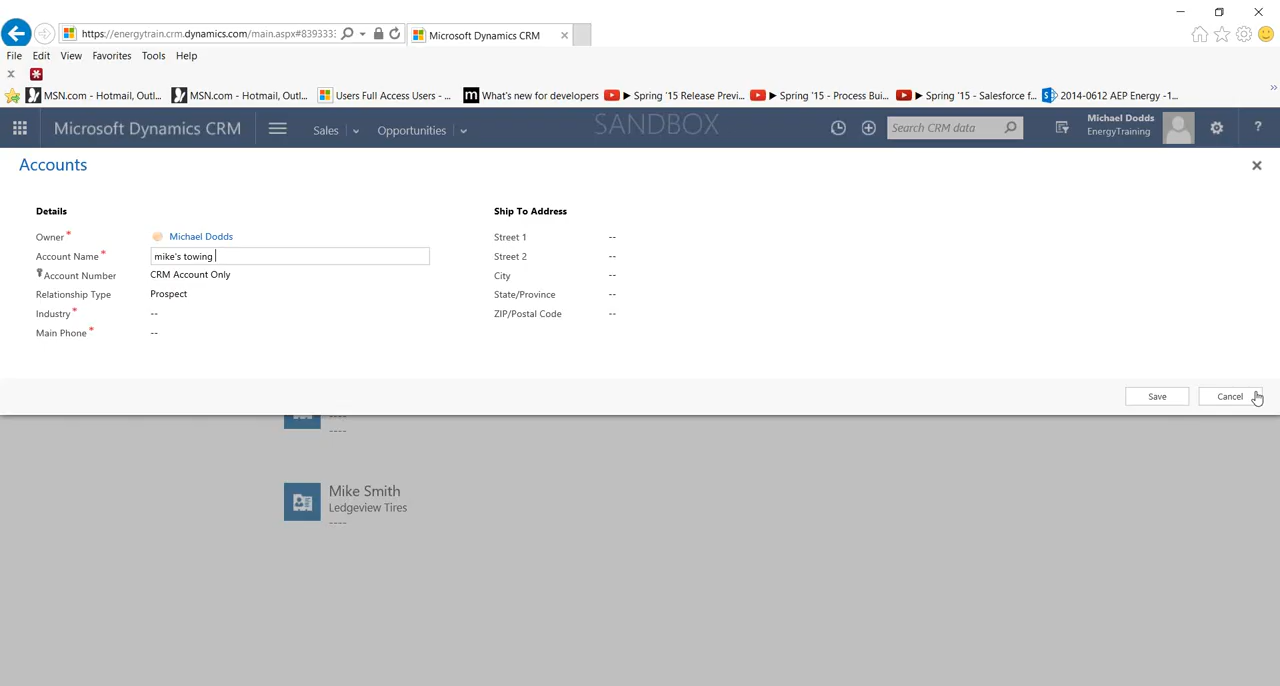 https://energytrain.crm.dynamics.com/main.aspx#839333:
Microsoft Dynamics CRM
File Edit View Favorites Tools Help
x
MSN.com - Hotmail, Outl... MSN.com - Hotmail, Outl... Users Full Access Users - ... m What's new for developers ▶ Spring '15 Release Previ... ▶ Spring '15 - Process Bui... ▶ Spring '15 - Salesforce f... 2014-0612 AEP Energy -1... »
Microsoft Dynamics CRM Sales Opportunities SANDBOX Search CRM data Michael Dodds ?
EnergyTraining
Accounts
Details Ship To Address
Owner * Michael Dodds Street 1 --
Account Name * mike's towing Street 2 --
Account Number CRM Account Only City --
Relationship Type Prospect State/Province --
Industry * -- ZIP/Postal Code --
Main Phone * --
Save Cancel
----
Mike Smith
Ledgeview Tires
----